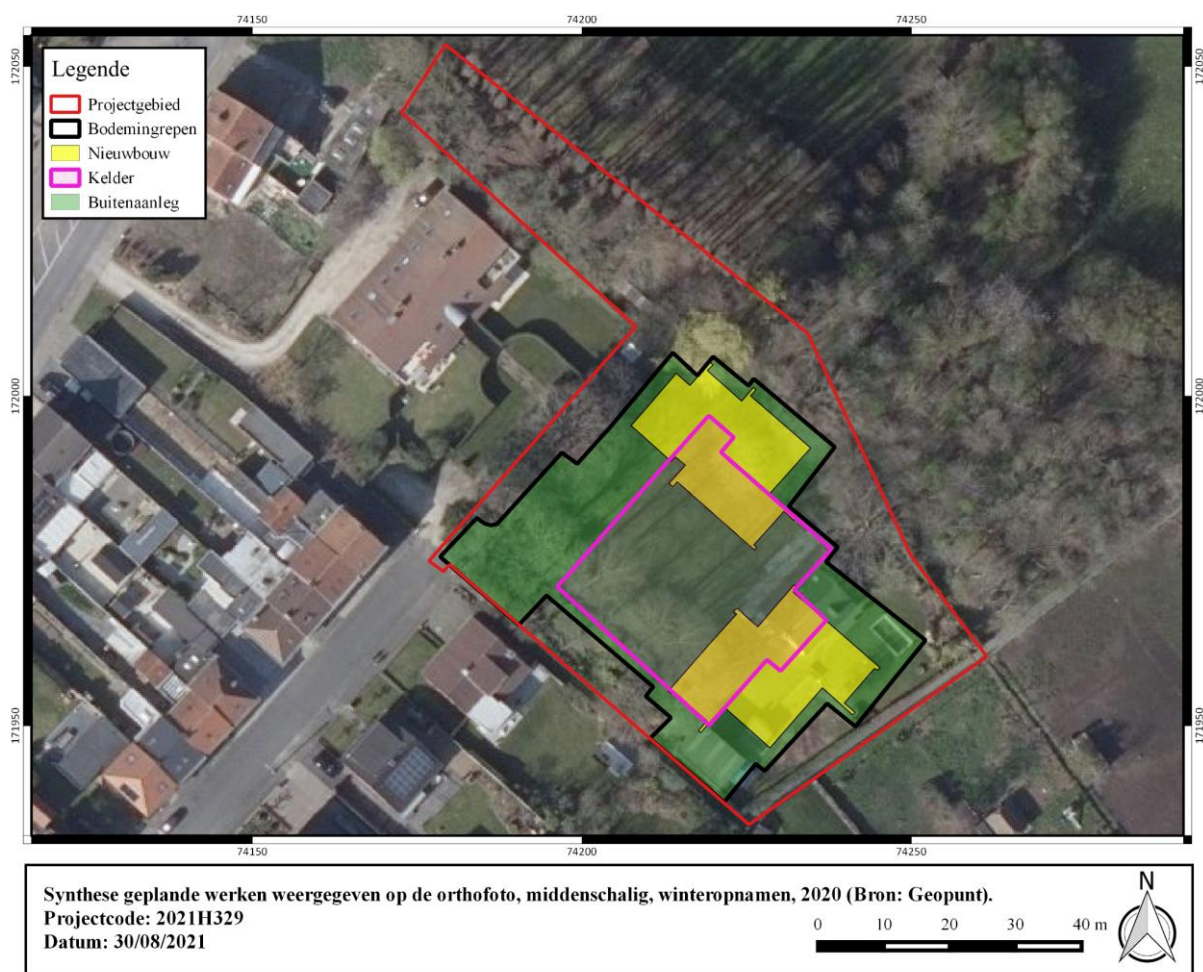 74150 74200 74250
172050 172050
Legende
Projectgebied
Bodemingrepen
Nieuwbouw
Kelder
Buitenaanleg
172000 172000
171950 171950
74150 74200 74250
Synthese geplande werken weergegeven op de orthofoto, middenschalig, winteropnamen, 2020 (Bron: Geopunt).
Projectcode: 2021H329
Datum: 30/08/2021
0 10 20 30 40 m
N